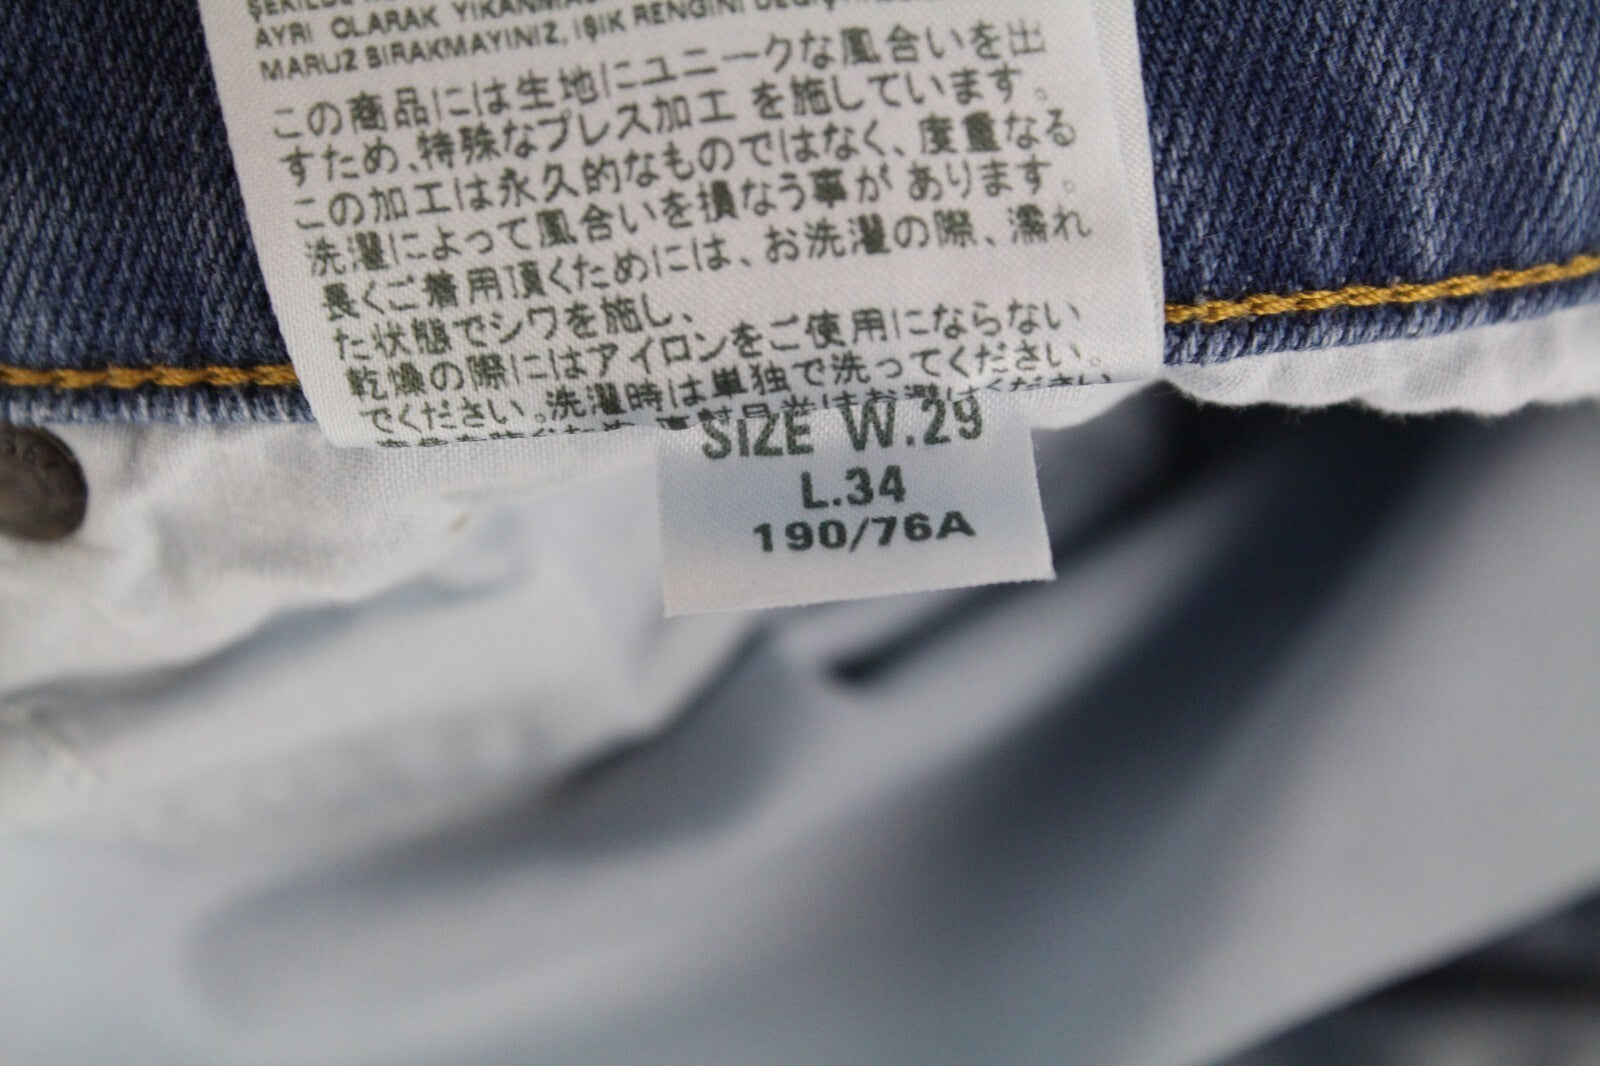 AYRI OLARAK YIKANMASI
MARUZ BIRAKMAYINIZ, IŞIK RENGİNİ
この商品には生地にユニークな風合いを出
すため、特殊なプレス加工 を施しています。
この加工は永久的なものではなく、度重なる
洗濯によって風合いを損なう事が あります。
長くご着用頂くためには、お洗濯の際、濡れ
た状態でシワを施し、
乾燥の際にはアイロンをご使用にならない
でください。洗濯時は単独で洗ってください。
SIZE W.29
L.34
190/76A